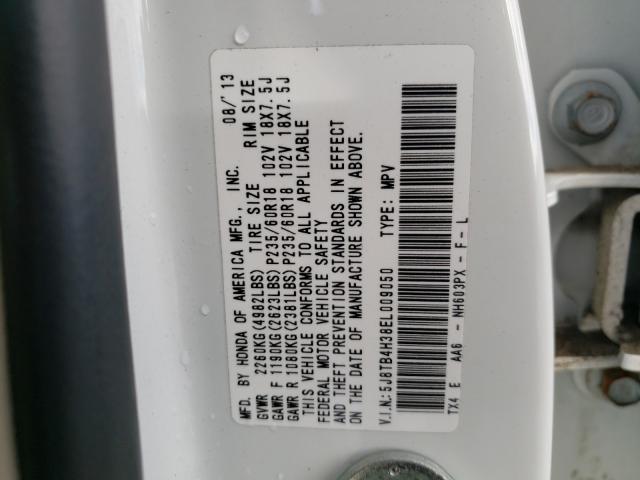 MFD. BY HONDA OF AMERICA MFG., INC. 08/'13
GVWR 2260KG(4982LBS) TIRE SIZE RIM SIZE
GAWR F 1190KG(2623LBS)P235/60R18 102V 18X7.5J
GAWR R 1080KG(2381LBS)P235/60R18 102V 18X7.5J
THIS VEHICLE CONFORMS TO ALL APPLICABLE
FEDERAL MOTOR VEHICLE SAFETY
AND THEFT PREVENTION STANDARDS IN EFFECT
ON THE DATE OF MANUFACTURE SHOWN ABOVE.
V.I.N.:5J8TB4H38EL009050 TYPE: MPV
TX4 E AA6 - NH603PX - F - L